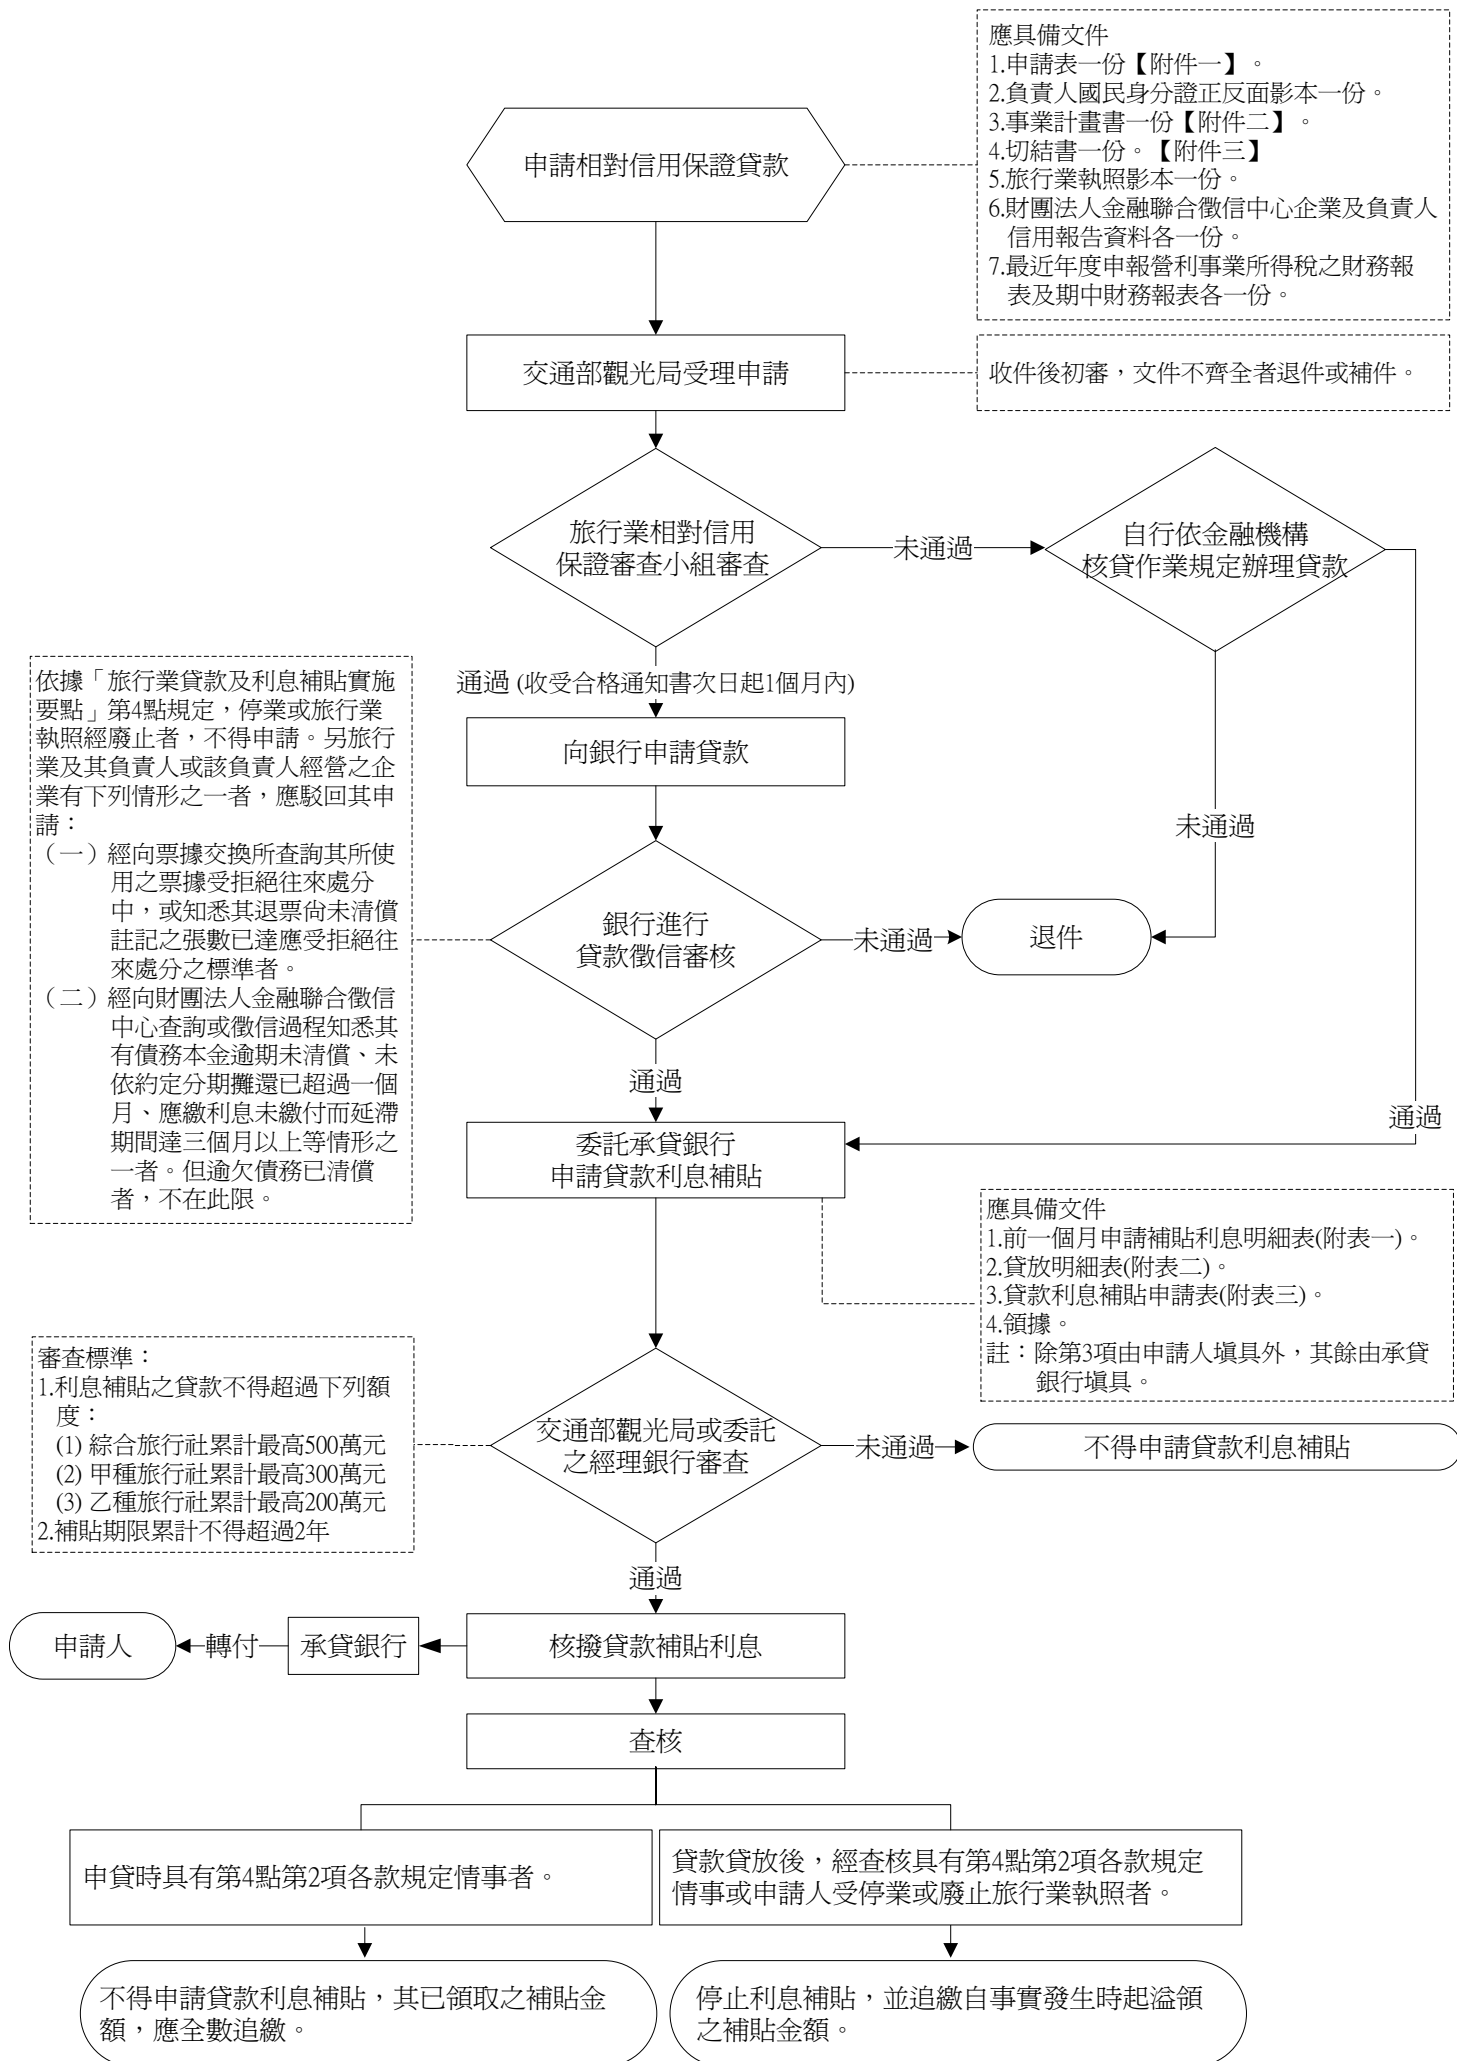 應具備文件
1.申請表一份【附件一】。
2.負責人國民身分證正反面影本一份。
3.事業計畫書一份【附件二】。
4.切結書一份。【附件三】
5.旅行業執照影本一份。
6.財團法人金融聯合徵信中心企業及負責人
信用報告資料各一份。
7.最近年度申報營利事業所得稅之財務報
表及期中財務報表各一份。
申請相對信用保證貸款
交通部觀光局受理申請
收件後初審，文件不齊全者退件或補件。
旅行業相對信用
保證審查小組審查
未通過
自行依金融機構
核貸作業規定辦理貸款
通過 (收受合格通知書次日起1個月內)
向銀行申請貸款
未通過
依據「旅行業貸款及利息補貼實施
要點」第4點規定，停業或旅行業
執照經廢止者，不得申請。另旅行
業及其負責人或該負責人經營之企
業有下列情形之一者，應駁回其申
請：
（一）經向票據交換所查詢其所使
用之票據受拒絕往來處分
中，或知悉其退票尚未清償
註記之張數已達應受拒絕往
來處分之標準者。
（二）經向財團法人金融聯合徵信
中心查詢或徵信過程知悉其
有債務本金逾期未清償、未
依約定分期攤還已超過一個
月、應繳利息未繳付而延滯
期間達三個月以上等情形之
一者。但逾欠債務已清償
者，不在此限。
銀行進行
貸款徵信審核
未通過
退件
通過
通過
委託承貸銀行
申請貸款利息補貼
應具備文件
1.前一個月申請補貼利息明細表(附表一)。
2.貸放明細表(附表二)。
3.貸款利息補貼申請表(附表三)。
4.領據。
註：除第3項由申請人填具外，其餘由承貸
銀行填具。
審查標準：
1.利息補貼之貸款不得超過下列額
度：
(1) 綜合旅行社累計最高500萬元
(2) 甲種旅行社累計最高300萬元
(3) 乙種旅行社累計最高200萬元
2.補貼期限累計不得超過2年
交通部觀光局或委託
之經理銀行審查
未通過
不得申請貸款利息補貼
通過
申請人
轉付
承貸銀行
核撥貸款補貼利息
查核
申貸時具有第4點第2項各款規定情事者。
貸款貸放後，經查核具有第4點第2項各款規定
情事或申請人受停業或廢止旅行業執照者。
不得申請貸款利息補貼，其已領取之補貼金
額，應全數追繳。
停止利息補貼，並追繳自事實發生時起溢領
之補貼金額。